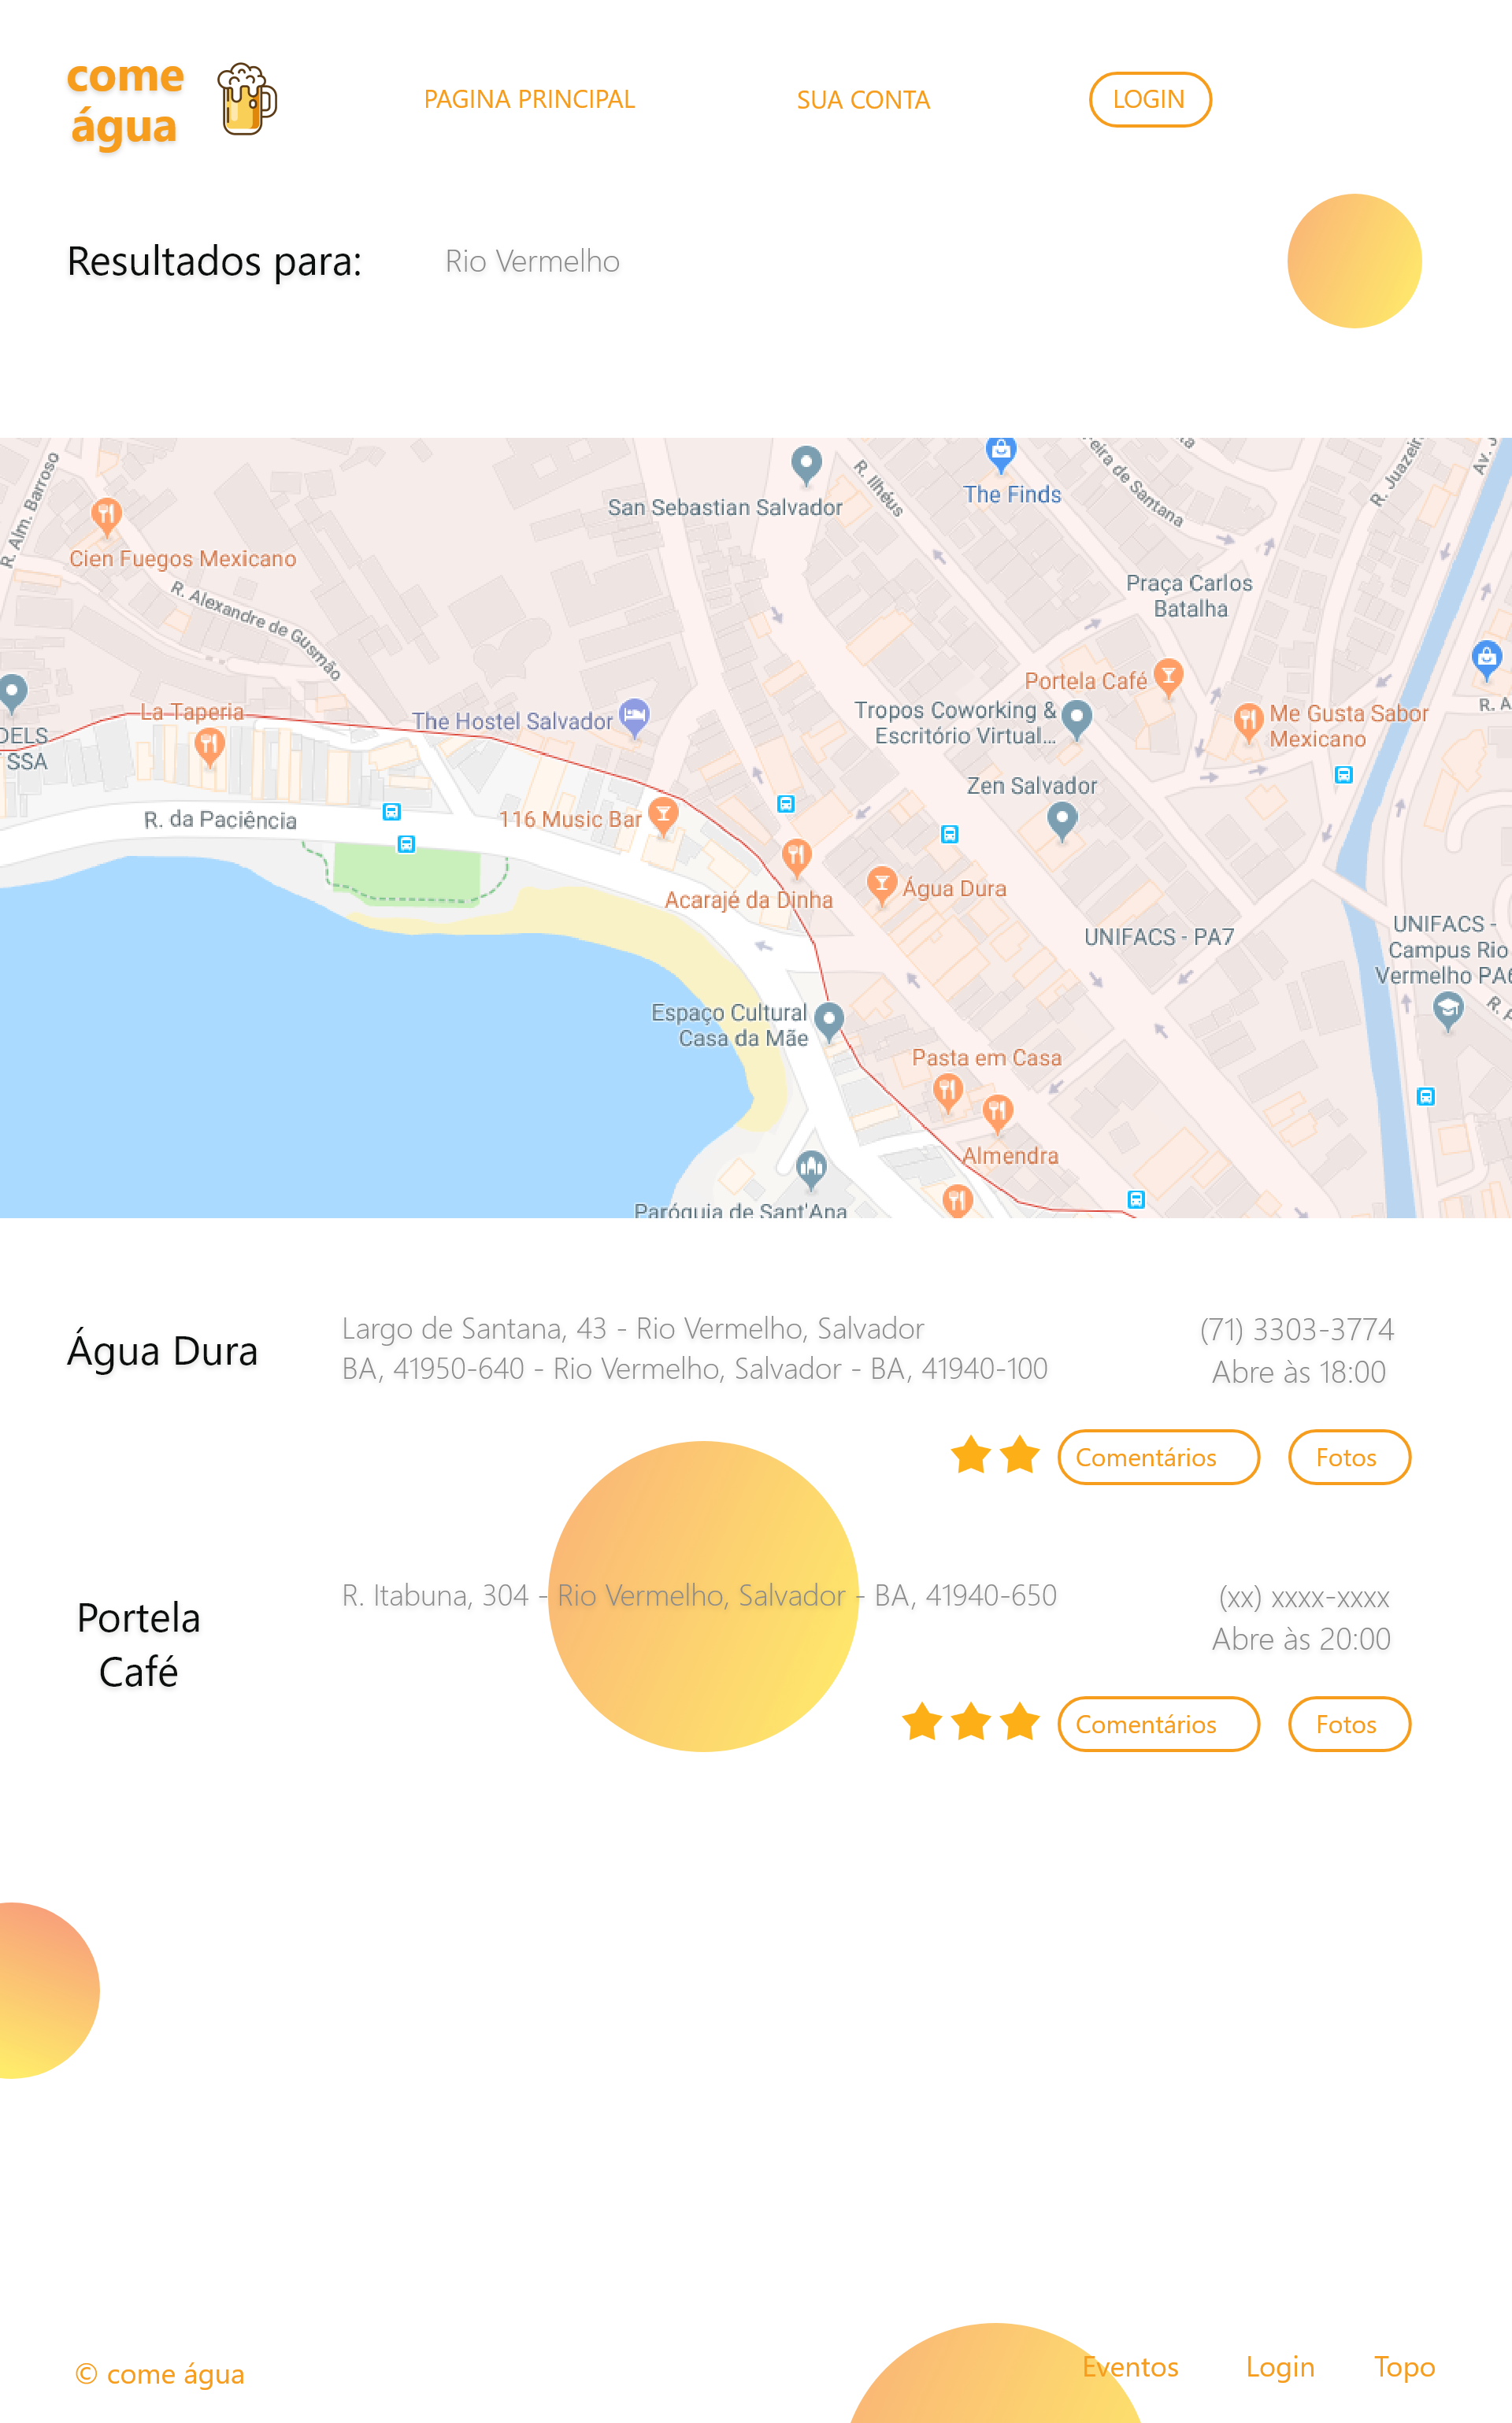 come
água
PAGINA PRINCIPAL
SUA CONTA
LOGIN
Resultados para:
Rio Vermelho
R. Alm. Barroso
Cien Fuegos Mexicano
R. Alexandre de Gusmão
San Sebastian Salvador
R. Ilhéus
The Finds
eira de Santana
R. Juazeir
Av. J
Praça Carlos
Batalha
La Taperia
The Hostel Salvador
Portela Café
Tropos Coworking &
Escritório Virtual...
Me Gusta Sabor
Mexicano
R. A
DELS
SSA
Zen Salvador
R. da Paciência
116 Music Bar
Acarajé da Dinha
Água Dura
UNIFACS - PA7
UNIFACS -
Campus Rio
Vermelho PA6
Espaço Cultural
Casa da Mãe
Pasta em Casa
Almendra
Paróquia de Sant'Ana
Água Dura
Largo de Santana, 43 - Rio Vermelho, Salvador
BA, 41950-640 - Rio Vermelho, Salvador - BA, 41940-100
(71) 3303-3774
Abre às 18:00
Comentários
Fotos
Portela
Café
R. Itabuna, 304 - Rio Vermelho, Salvador - BA, 41940-650
(xx) xxxx-xxxx
Abre às 20:00
Comentários
Fotos
© come água
Eventos
Login
Topo